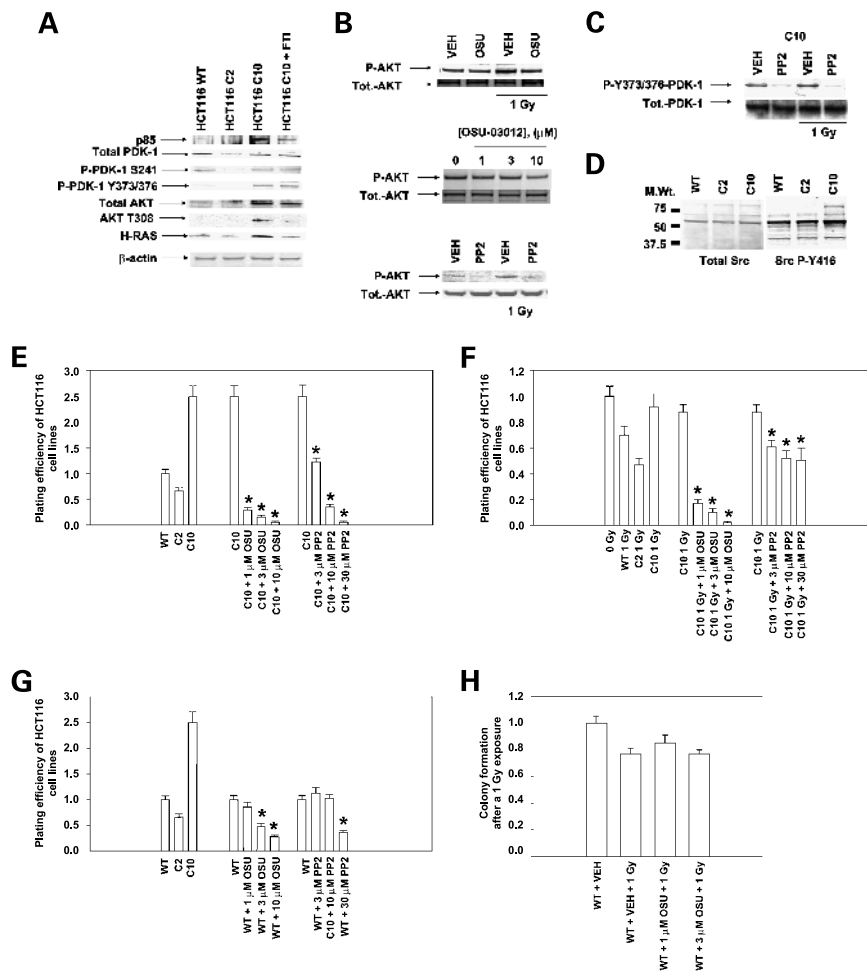 A
HCT116 WT
HCT116 C2
HCT116 C10
HCT116 C10 + FTI
p85
Total PDK-1
P-PDK-1 S241
P-PDK-1 Y373/376
Total AKT
AKT T308
H-RAS
β-actin
B
VEH
OSU
VEH
OSU
P-AKT
Tot.-AKT
1 Gy
[OSU-03012], (μM)
0 1 3 10
P-AKT
Tot.-AKT
VEH
PP2
VEH
PP2
P-AKT
Tot.-AKT
1 Gy
C
C10
VEH
PP2
VEH
PP2
P-Y373/376-PDK-1
Tot.-PDK-1
1 Gy
D
M.Wt.
WT
C2
C10
WT
C2
C10
75
50
37.5
Total Src
Src P-Y416
E
Plating efficiency of HCT116
cell lines
3.0
2.5
2.0
1.5
1.0
0.5
0.0
* * *
* * *
WT
C2
C10
C10
C10 + 1 μM OSU
C10 + 3 μM OSU
C10 + 10 μM OSU
C10
C10 + 3 μM PP2
C10 + 10 μM PP2
C10 + 30 μM PP2
F
Plating efficiency of HCT116
cell lines
1.2
1.0
0.8
0.6
0.4
0.2
0.0
* * *
* * *
0 Gy
WT 1 Gy
C2 1 Gy
C10 1 Gy
C10 1 Gy
C10 1 Gy + 1 μM OSU
C10 1 Gy + 3 μM OSU
C10 1 Gy + 10 μM OSU
C10 1 Gy
C10 1 Gy + 3 μM PP2
C10 1 Gy + 10 μM PP2
C10 1 Gy + 30 μM PP2
G
Plating efficiency of HCT116
cell lines
3.0
2.5
2.0
1.5
1.0
0.5
0.0
* *
*
WT
C2
C10
WT
WT + 1 μM OSU
WT + 3 μM OSU
WT + 10 μM OSU
WT
WT + 3 μM PP2
C10 + 10 μM PP2
WT + 30 μM PP2
H
Colony formation
after a 1 Gy exposure
1.2
1.0
0.8
0.6
0.4
0.2
0.0
WT + VEH
WT + VEH + 1 Gy
WT + 1 μM OSU + 1 Gy
WT + 3 μM OSU + 1 Gy